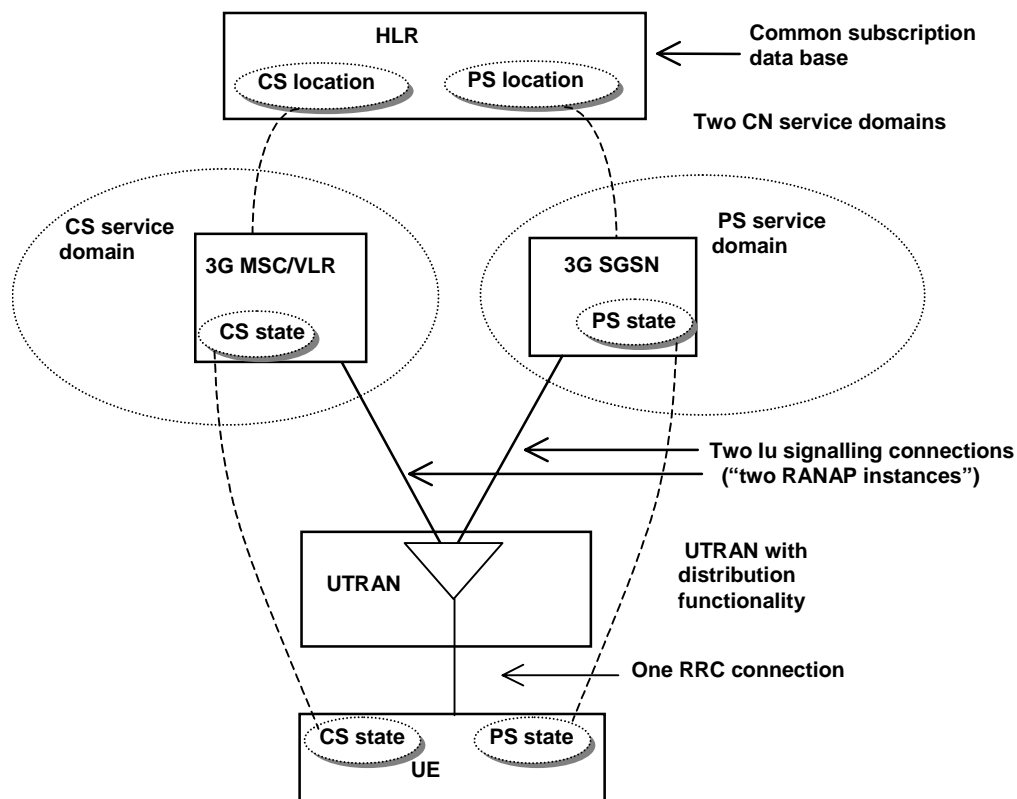 HLR
Common subscription
data base
CS location
PS location
Two CN service domains
CS service
domain
PS service
domain
3G MSC/VLR
3G SGSN
CS state
PS state
Two Iu signalling connections
(“two RANAP instances”)
UTRAN
UTRAN with
distribution
functionality
One RRC connection
CS state
PS state
UE